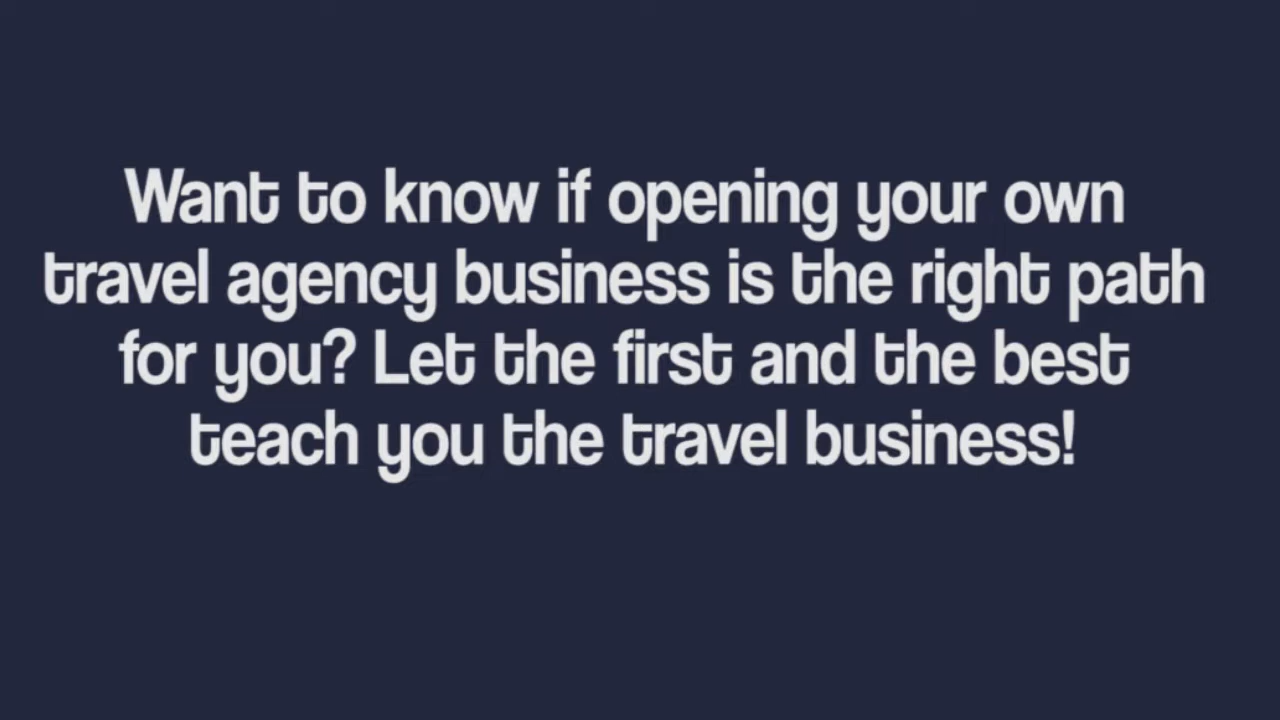 Want to know if opening your own
travel agency business is the right path
for you? Let the first and the best
teach you the travel business!